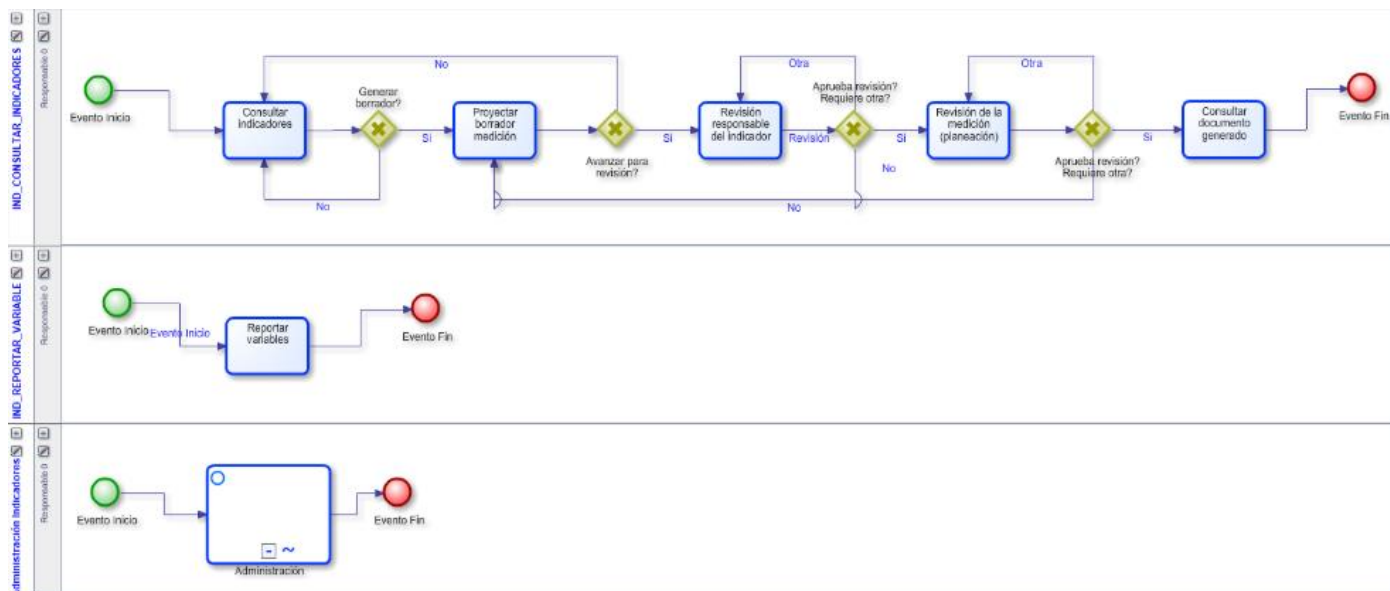 IND_CONSULTAR_INDICADORES
Responsable 0
Evento Inicio
Consultar
indicadores
No
Generar
borrador?
Si
No
Proyectar
borrador
medición
Avanzar para
revisión?
Si
Otra
Revisión
responsable
del indicador
Revisión
Aprueba revisión?
Requiere otra?
Si
No
Otra
Revisión de la
medición
(planeación)
Aprueba revisión?
Requiere otra?
No
Si
Consultar
documento
generado
Evento Fin
IND_REPORTAR_VARIABLE
Responsable 0
Evento Inicio
Evento Inicio
Reportar
variables
Evento Fin
dministración Indicadores
Responsable 0
Evento Inicio
Administración
Evento Fin